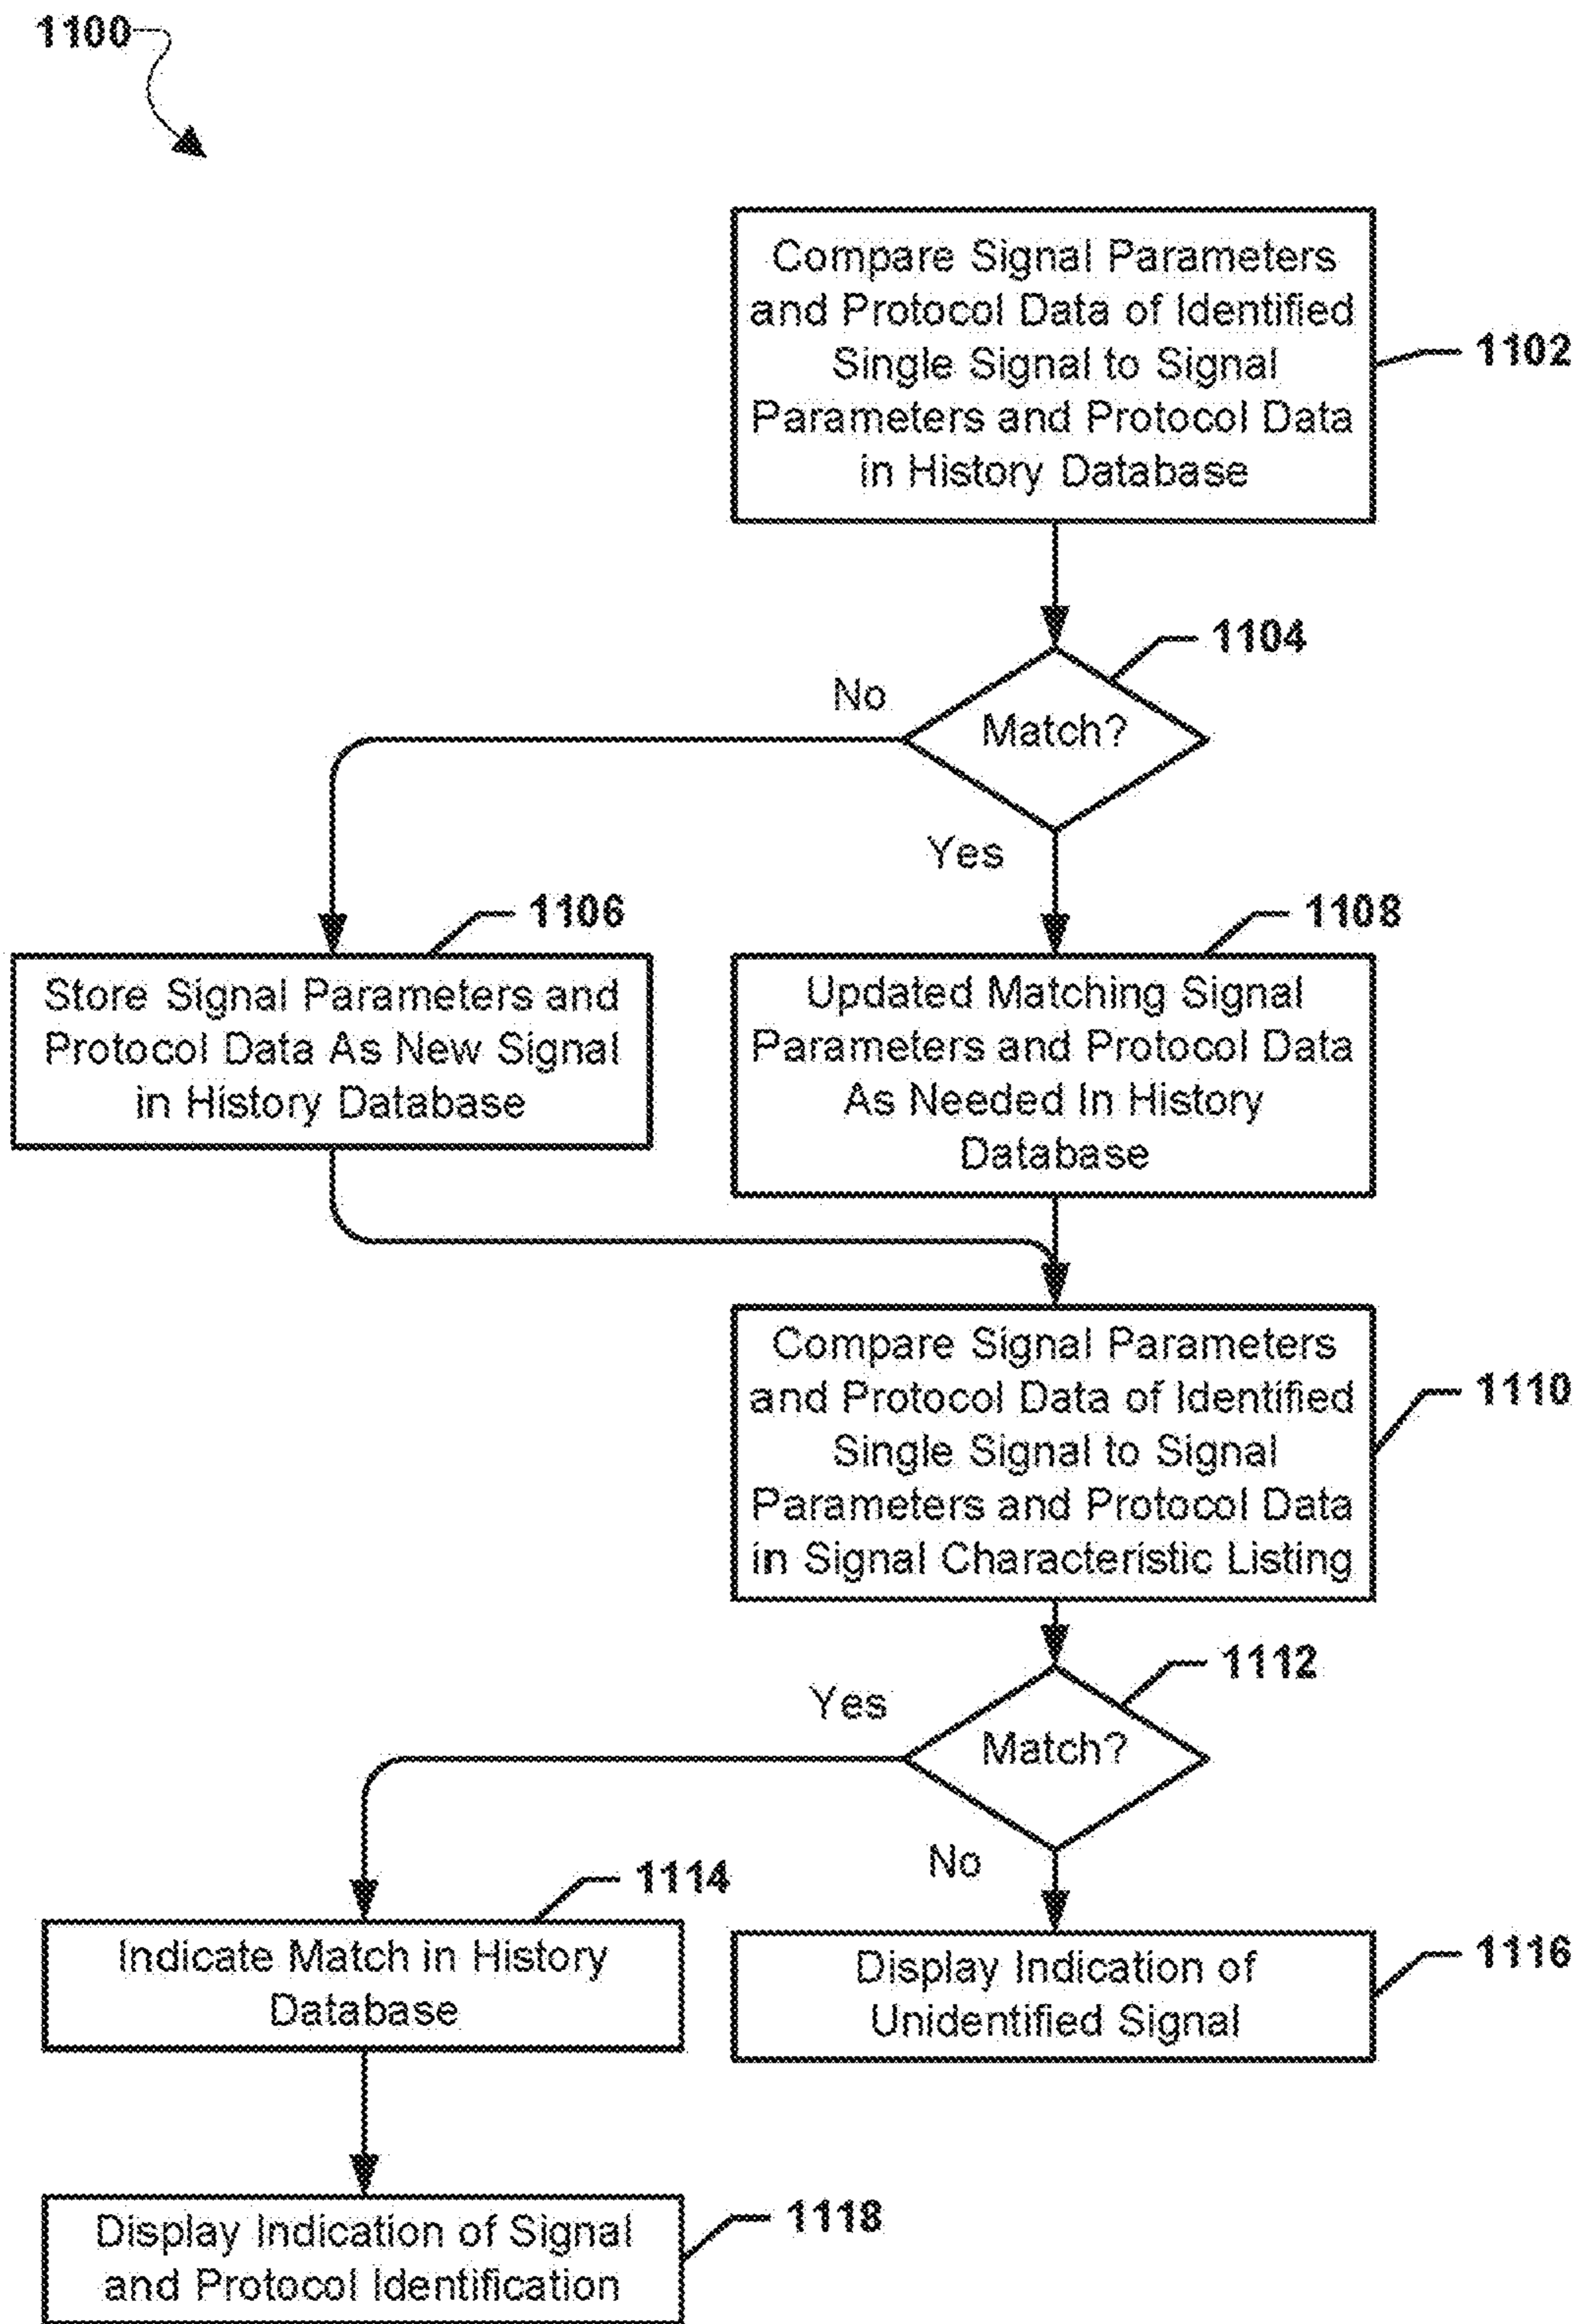 1100
Compare Signal Parameters
and Protocol Data of Identified
Single Signal to Signal
Parameters and Protocol Data
in History Database
1102
1104
No
Match?
Yes
1106
1108
Store Signal Parameters and
Protocol Data As New Signal
in History Database
Updated Matching Signal
Parameters and Protocol Data
As Needed In History
Database
Compare Signal Parameters
and Protocol Data of Identified
Single Signal to Signal
Parameters and Protocol Data
in Signal Characteristic Listing
1110
1112
Yes
Match?
No
1114
Indicate Match in History
Database
Display Indication of
Unidentified Signal
1116
Display Indication of Signal
and Protocol Identification
1118